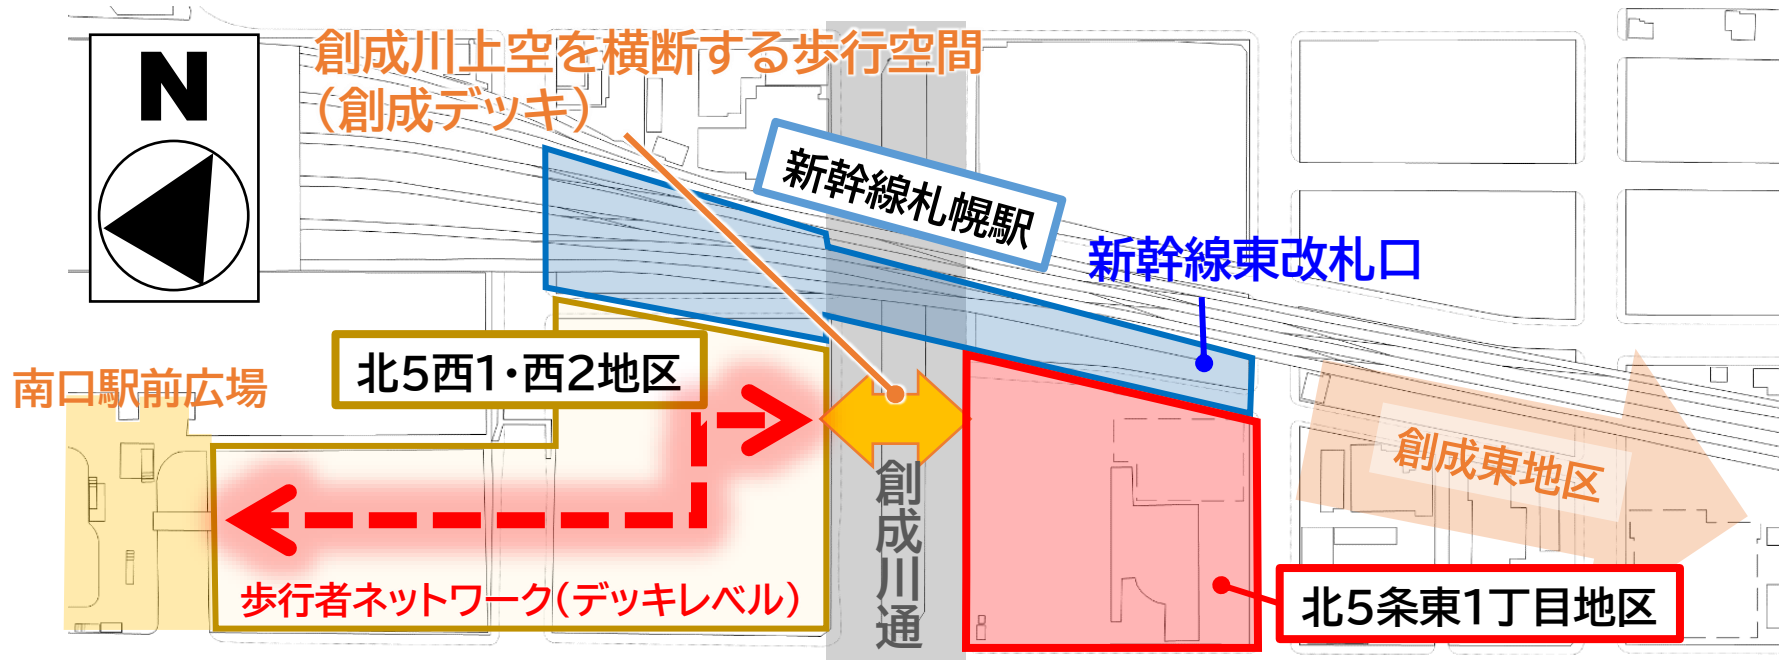 N
創成川上空を横断する歩行空間
（創成デッキ）
新幹線札幌駅
新幹線東改札口
北5西1・西2地区
南口駅前広場
創成東地区
創成川通
歩行者ネットワーク（デッキレベル）
北5条東1丁目地区